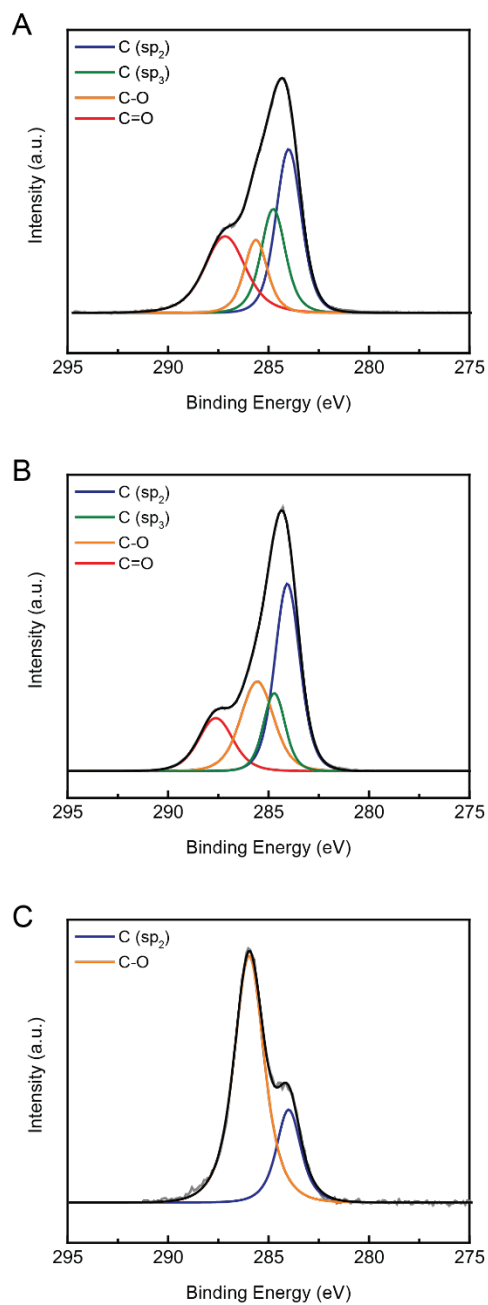 A
C (sp₂)
C (sp₃)
C-O
C=O
Intensity (a.u.)
295 290 285 280 275
Binding Energy (eV)
B
C (sp₂)
C (sp₃)
C-O
C=O
Intensity (a.u.)
295 290 285 280 275
Binding Energy (eV)
C
C (sp₂)
C-O
Intensity (a.u.)
295 290 285 280 275
Binding Energy (eV)